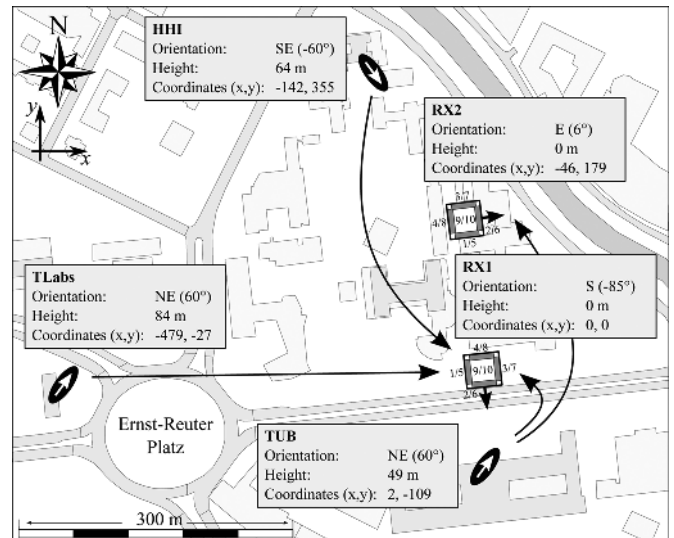 HHI
Orientation: SE (-60°)
Height: 64 m
Coordinates (x,y): -142, 355
N
y
x
RX2
Orientation: E (6°)
Height: 0 m
Coordinates (x,y): -46, 179
3/7
4/8 9/10
2/6
1/5
TLabs
Orientation: NE (60°)
Height: 84 m
Coordinates (x,y): -479, -27
RX1
Orientation: S (-85°)
Height: 0 m
Coordinates (x,y): 0, 0
4/8
1/5 9/10 3/7
2/6
Ernst-Reuter
Platz
TUB
Orientation: NE (60°)
Height: 49 m
Coordinates (x,y): 2, -109
300 m